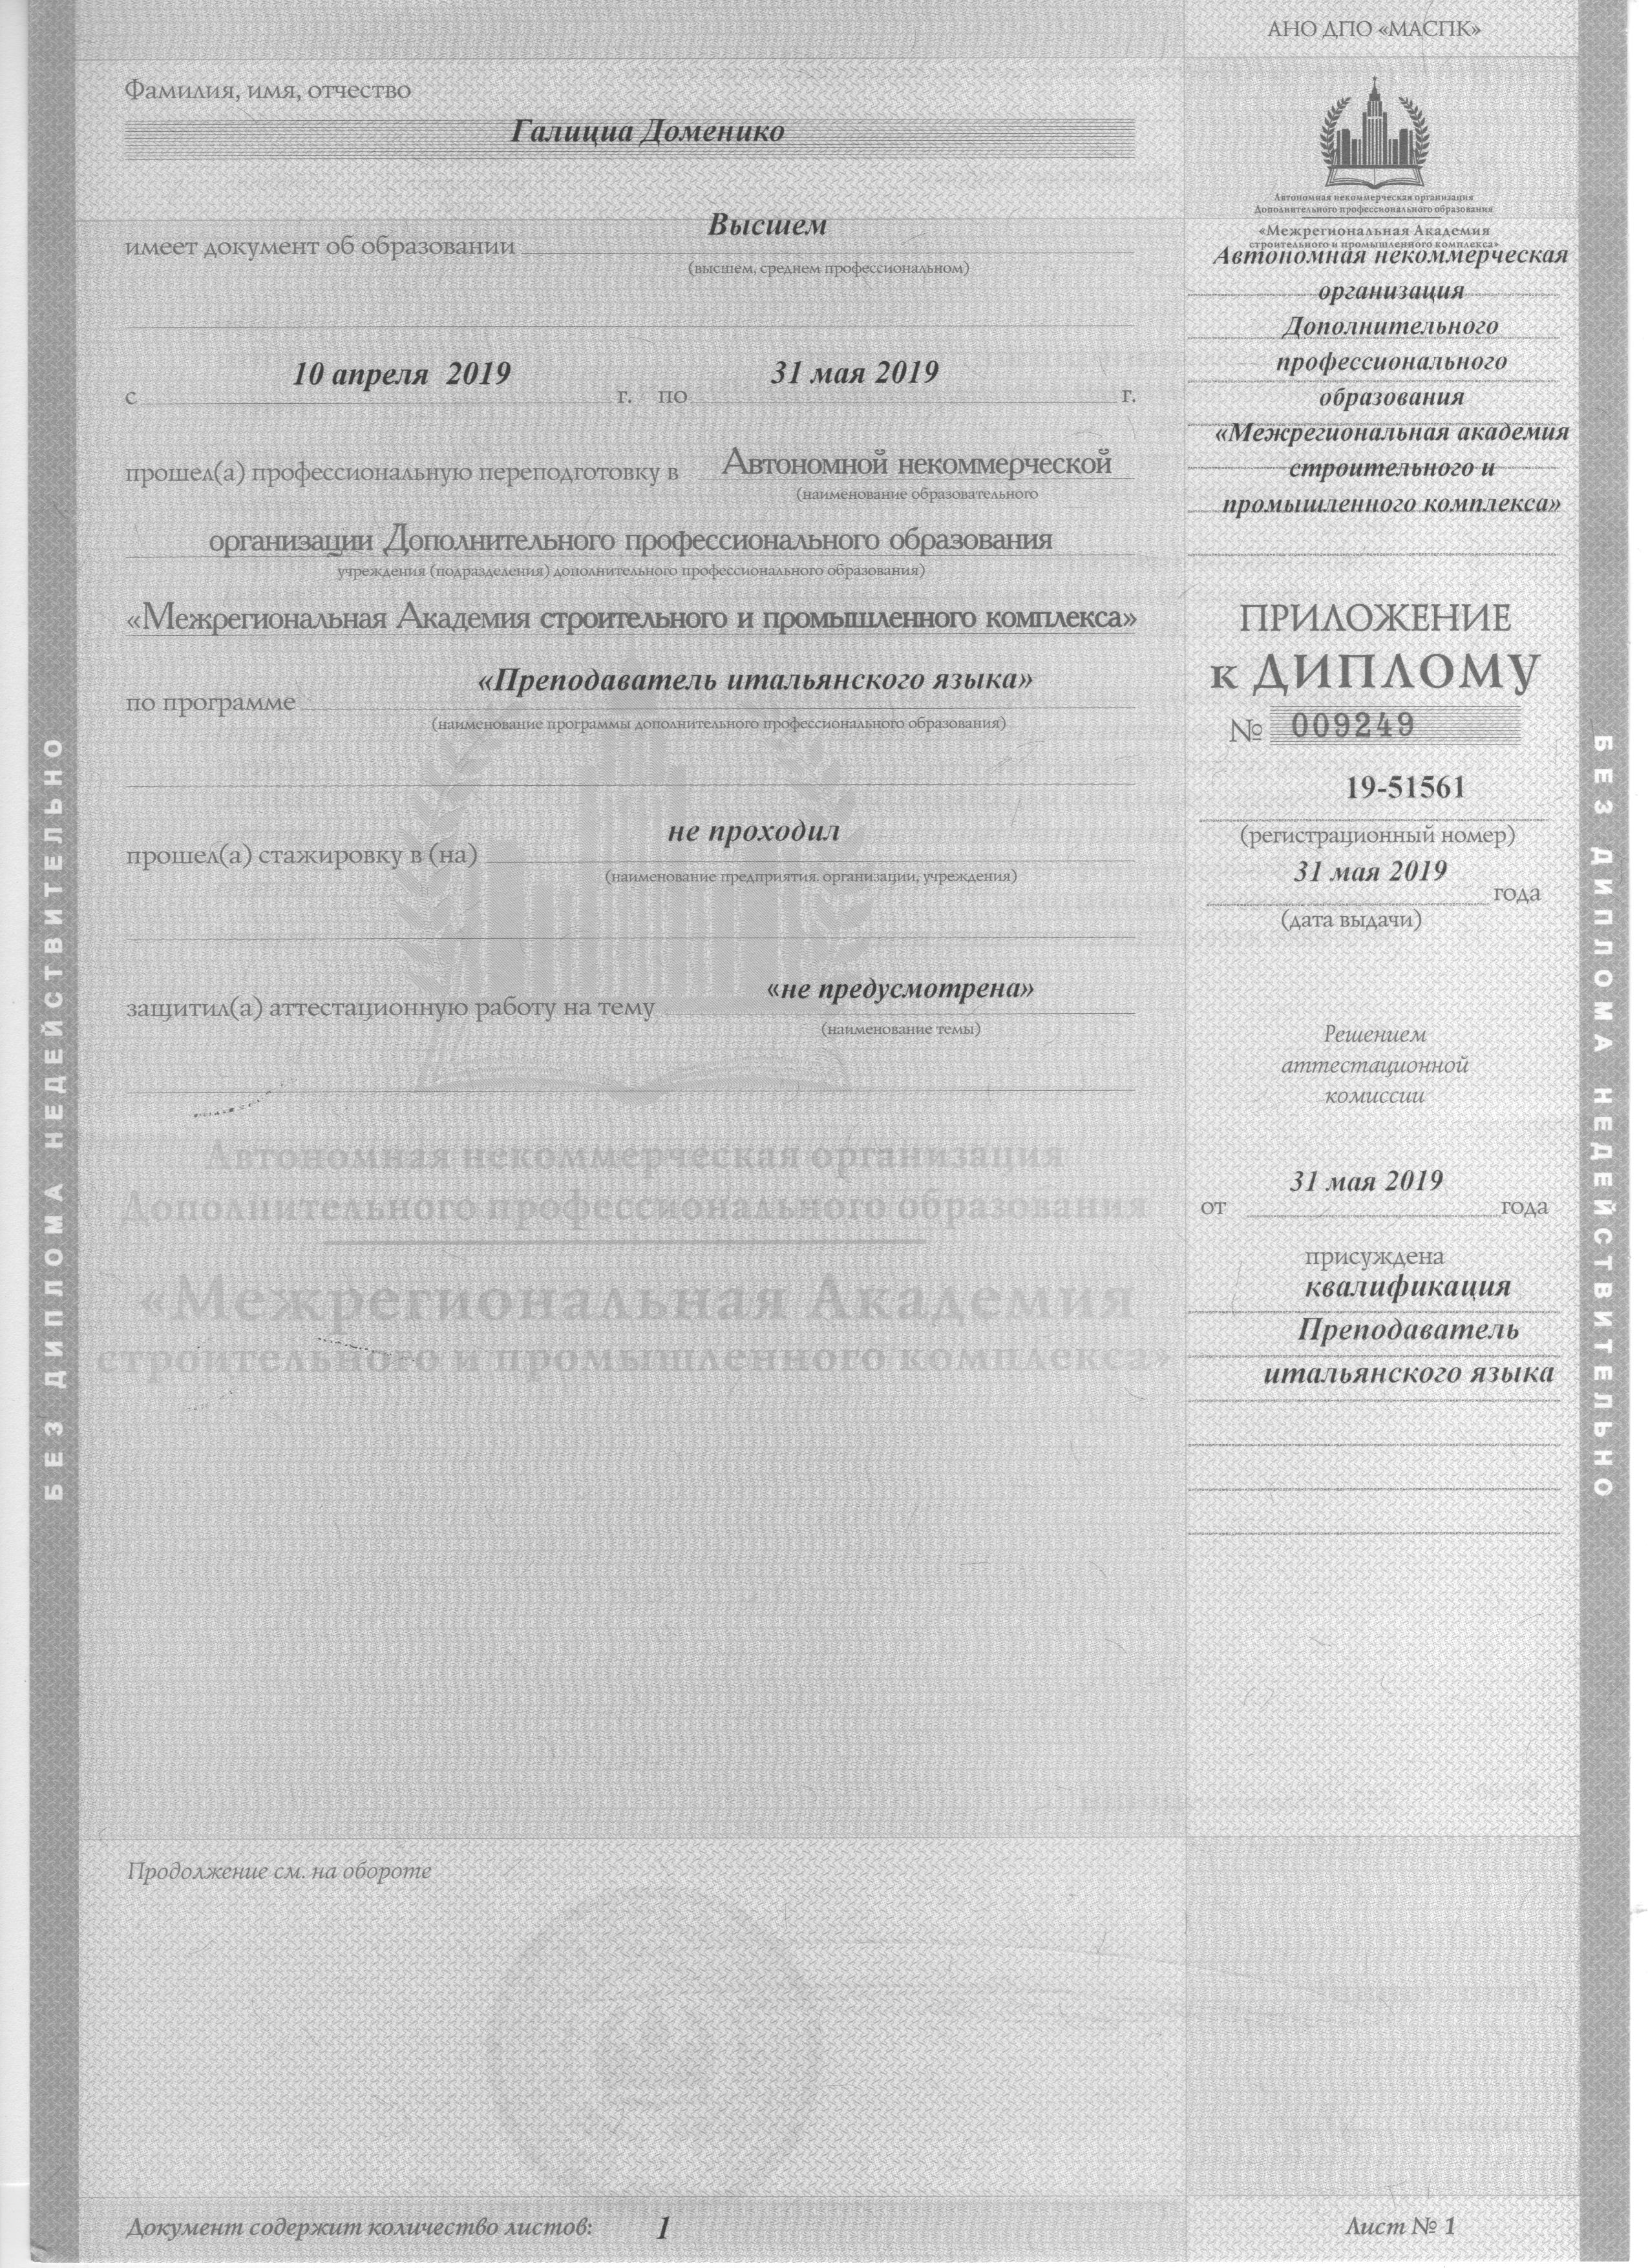 Фамилия, имя, отчество
Галициа Доменико
имеет документ об образовании Высшем
(высшем, среднем профессиональном)
с 10 апреля 2019 г. по 31 мая 2019 г.
прошел(а) профессиональную переподготовку в Автономной некоммерческой
(наименование образовательного
организации Дополнительного профессионального образования
учреждения (подразделения) дополнительного профессионального образования)
«Межрегиональная Академия строительного и промышленного комплекса»
по программе «Преподаватель итальянского языка»
(наименование программы дополнительного профессионального образования)
прошел(а) стажировку в (на) не проходил
(наименование предприятия. организации, учреждения)
защитил(а) аттестационную работу на тему «не предусмотрена»
(наименование темы)
Автономная некоммерческая организация
Дополнительного профессионального образования
«Межрегиональная Академия
строительного и промышленного комплекса»
Продолжение см. на обороте
Документ содержит количество листов: 1
АНО ДПО «МАСПК»
Автономная некоммерческая организация
Дополнительного профессионального образования
«Межрегиональная Академия
строительного и промышленного комплекса»
Автономная некоммерческая
организация
Дополнительного
профессионального
образования
«Межрегиональная академия
строительного и
промышленного комплекса»
ПРИЛОЖЕНИЕ
к ДИПЛОМУ
№ 009249
19-51561
(регистрационный номер)
31 мая 2019 года
(дата выдачи)
Решением
аттестационной
комиссии
от 31 мая 2019 года
присуждена
квалификация
Преподаватель
итальянского языка
Лист № 1
БЕЗ ДИПЛОМА НЕДЕЙСТВИТЕЛЬНО
БЕЗ ДИПЛОМА НЕДЕЙСТВИТЕЛЬНО